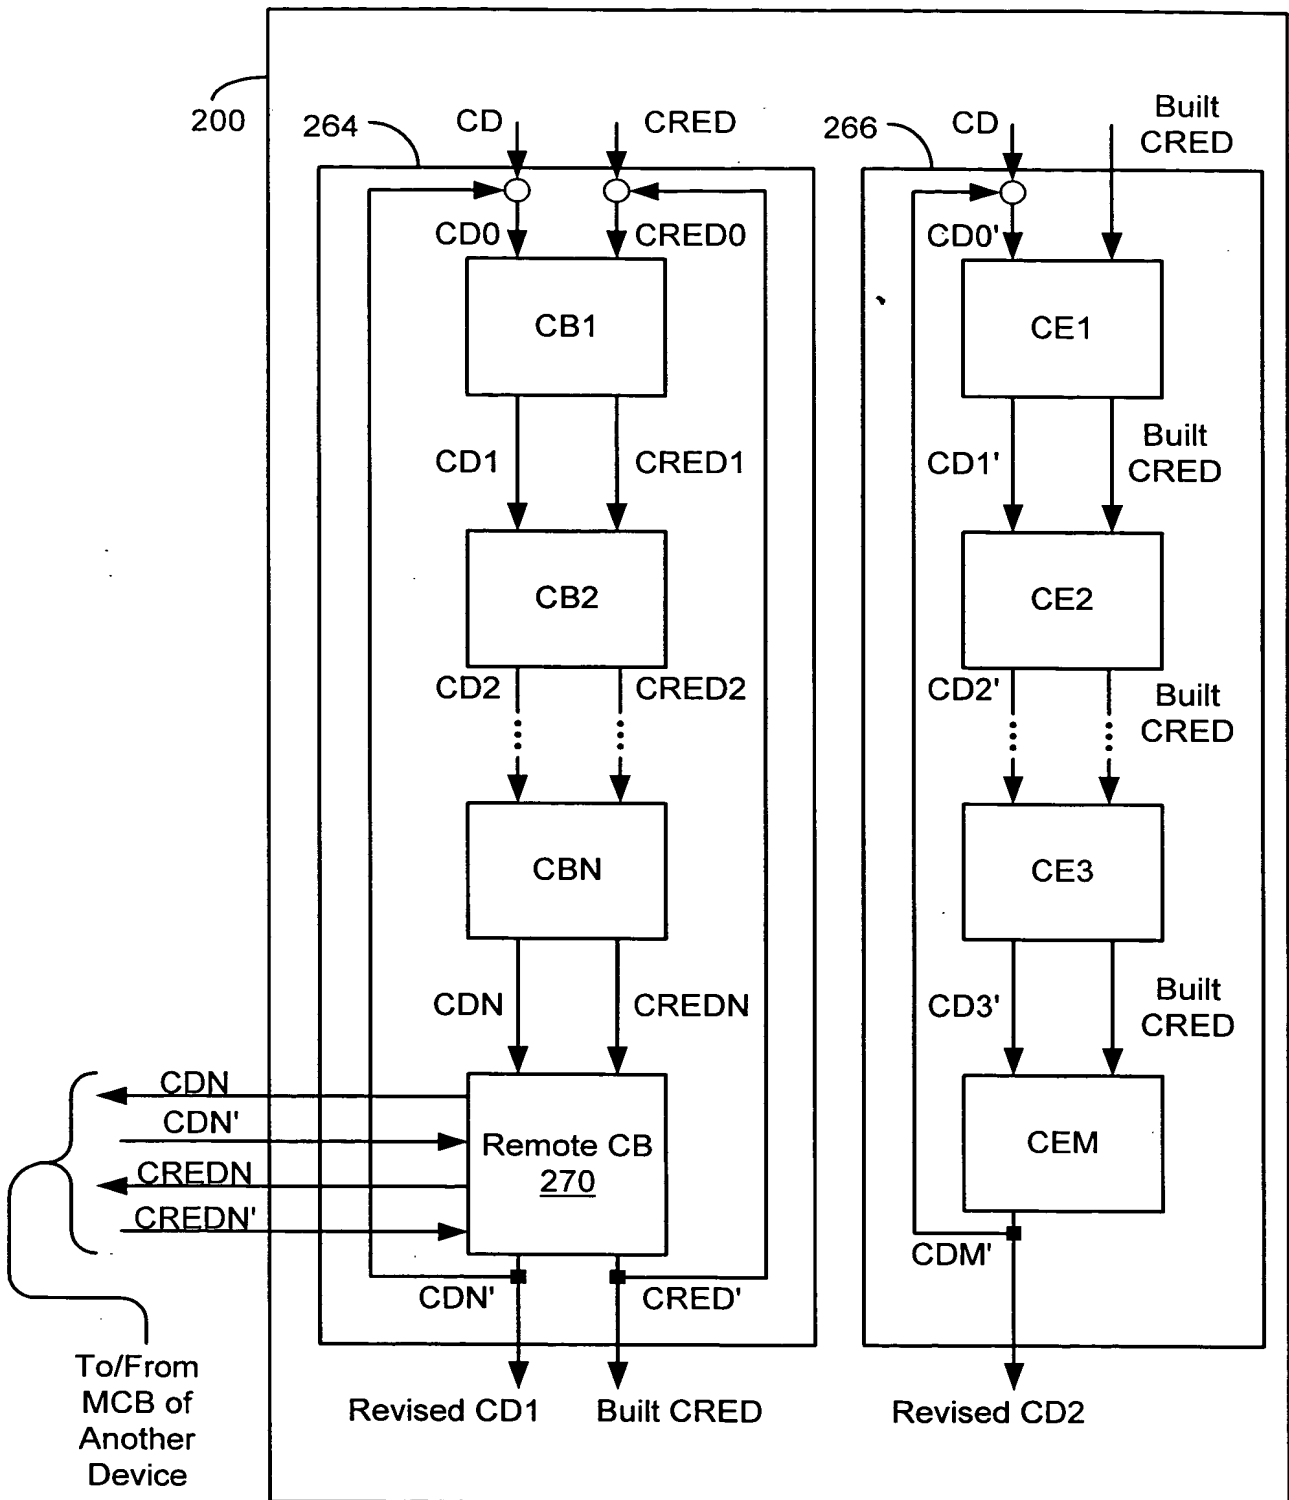 200
264
CD
CRED
266
CD
Built
CRED
CD0
CRED0
CD0'
CB1
CE1
CD1
CRED1
CD1'
Built
CRED
CB2
CE2
CD2
CRED2
CD2'
Built
CRED
CBN
CE3
CDN
CREDN
CD3'
Built
CRED
CDN
CDN'
CREDN
CREDN'
Remote CB
270
CEM
CDN'
CRED'
CDM'
To/From
MCB of
Another
Device
Revised CD1
Built CRED
Revised CD2